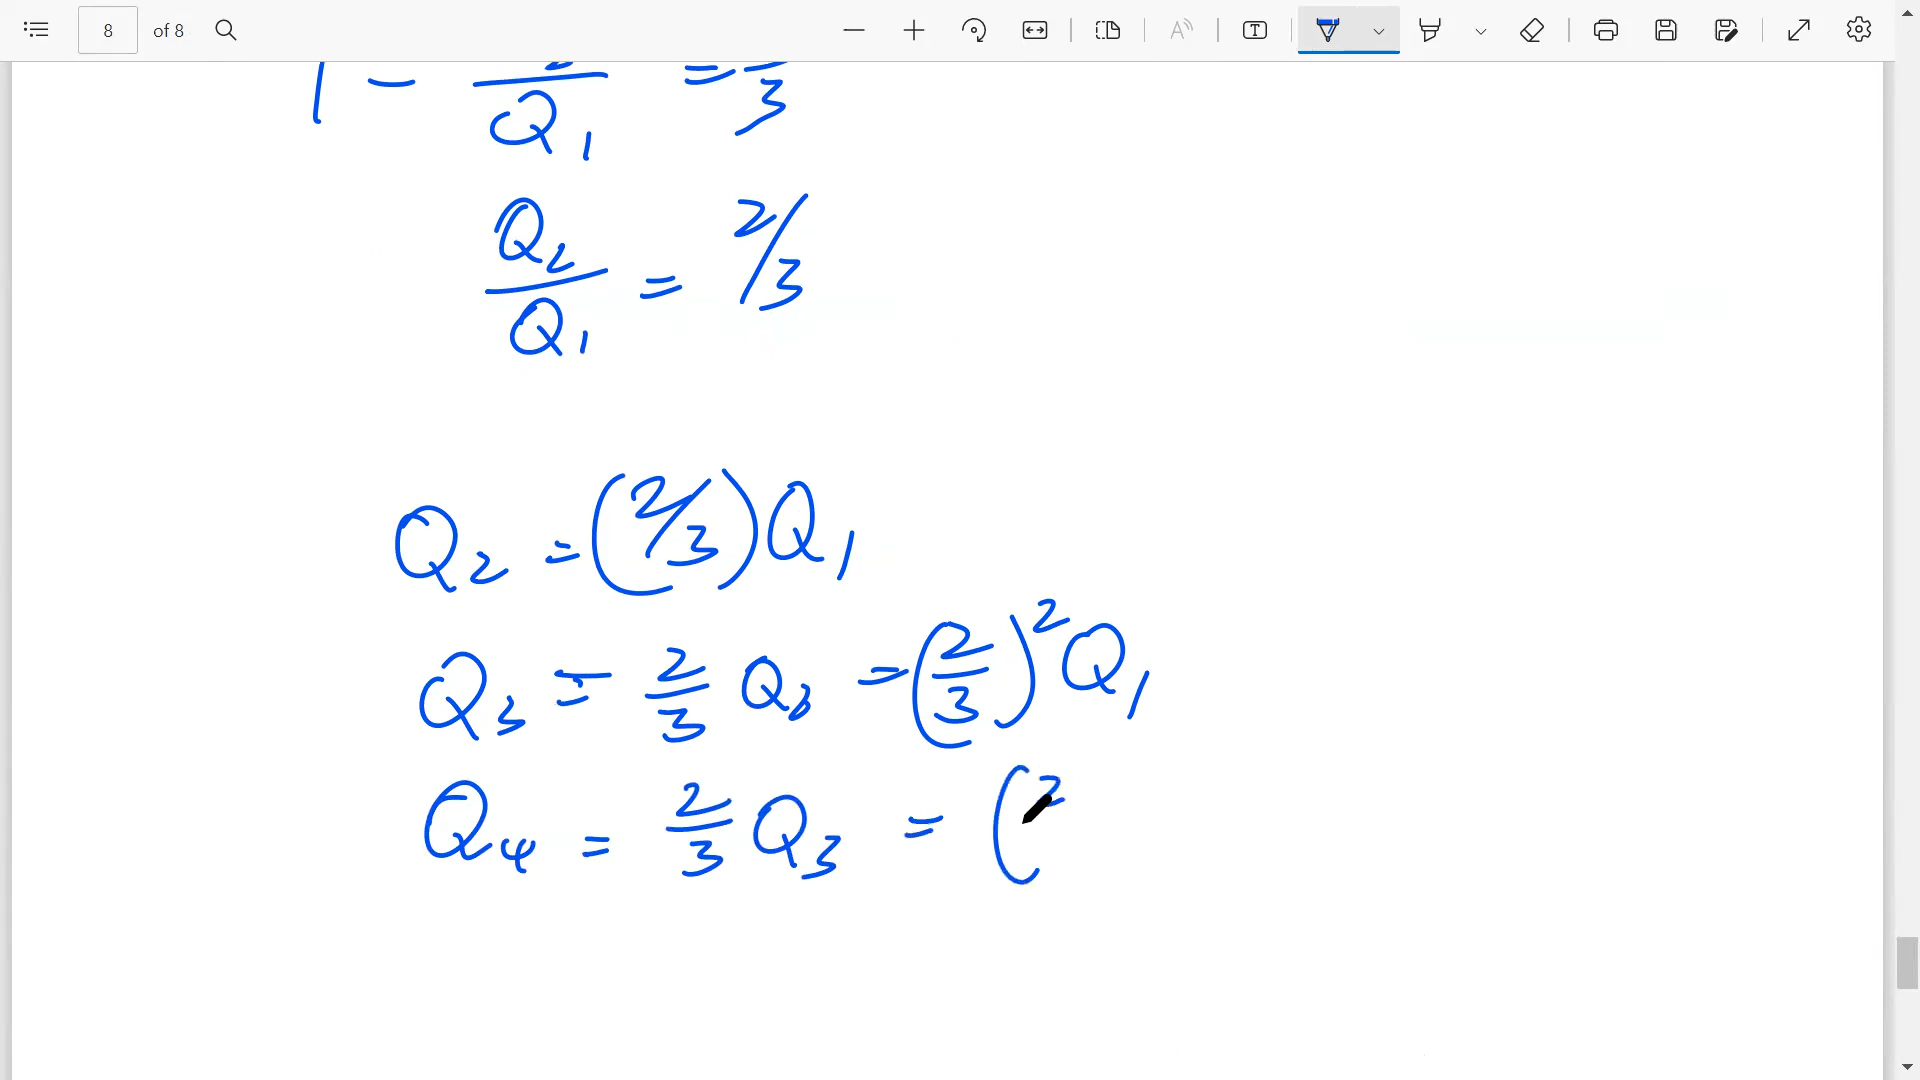 8 of 8
1 - 2/Q1 = /3
Q2/Q1 = 2/3
Q2 = (2/3)Q1
Q3 = 2/3 Q3 = (2/3)^2 Q1
Q4 = 2/3 Q3 = (2